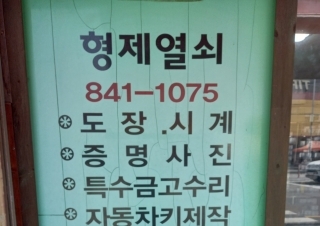 형제열쇠
841-1075
※ 도장.시계
※ 증명사진
※ 특수금고수리
※ 자동차키제작